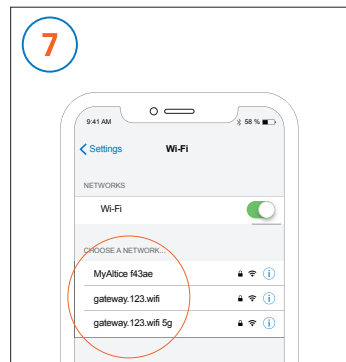 7
9:41 AM 58 %
Settings Wi-Fi
NETWORKS
Wi-Fi
CHOOSE A NETWORK...
MyAltice f43ae
gateway.123.wifi
gateway.123.wifi 5g